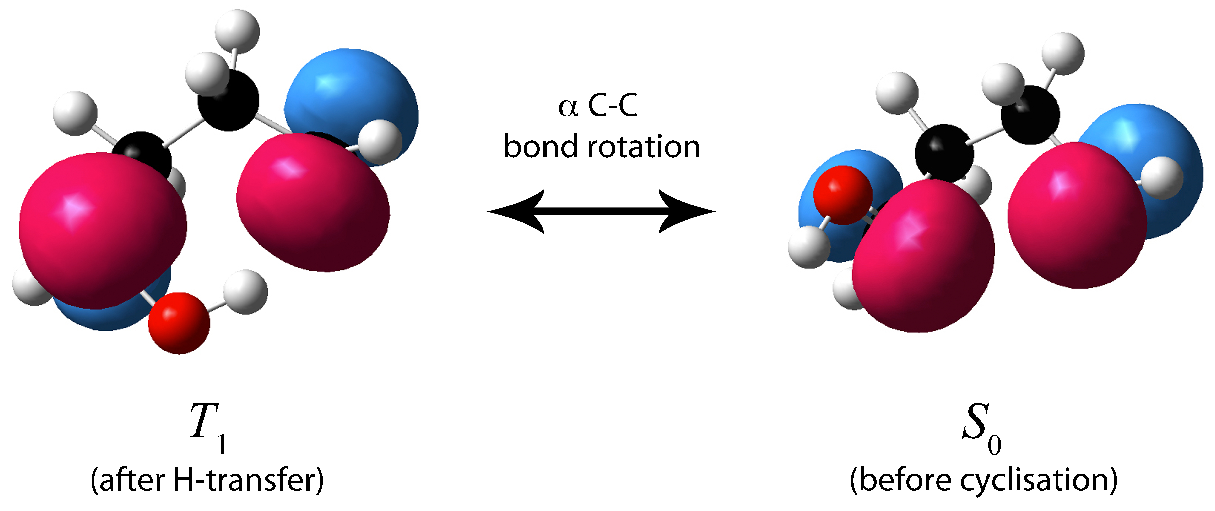 α C-C
bond rotation
T₁
(after H-transfer)
S₀
(before cyclisation)